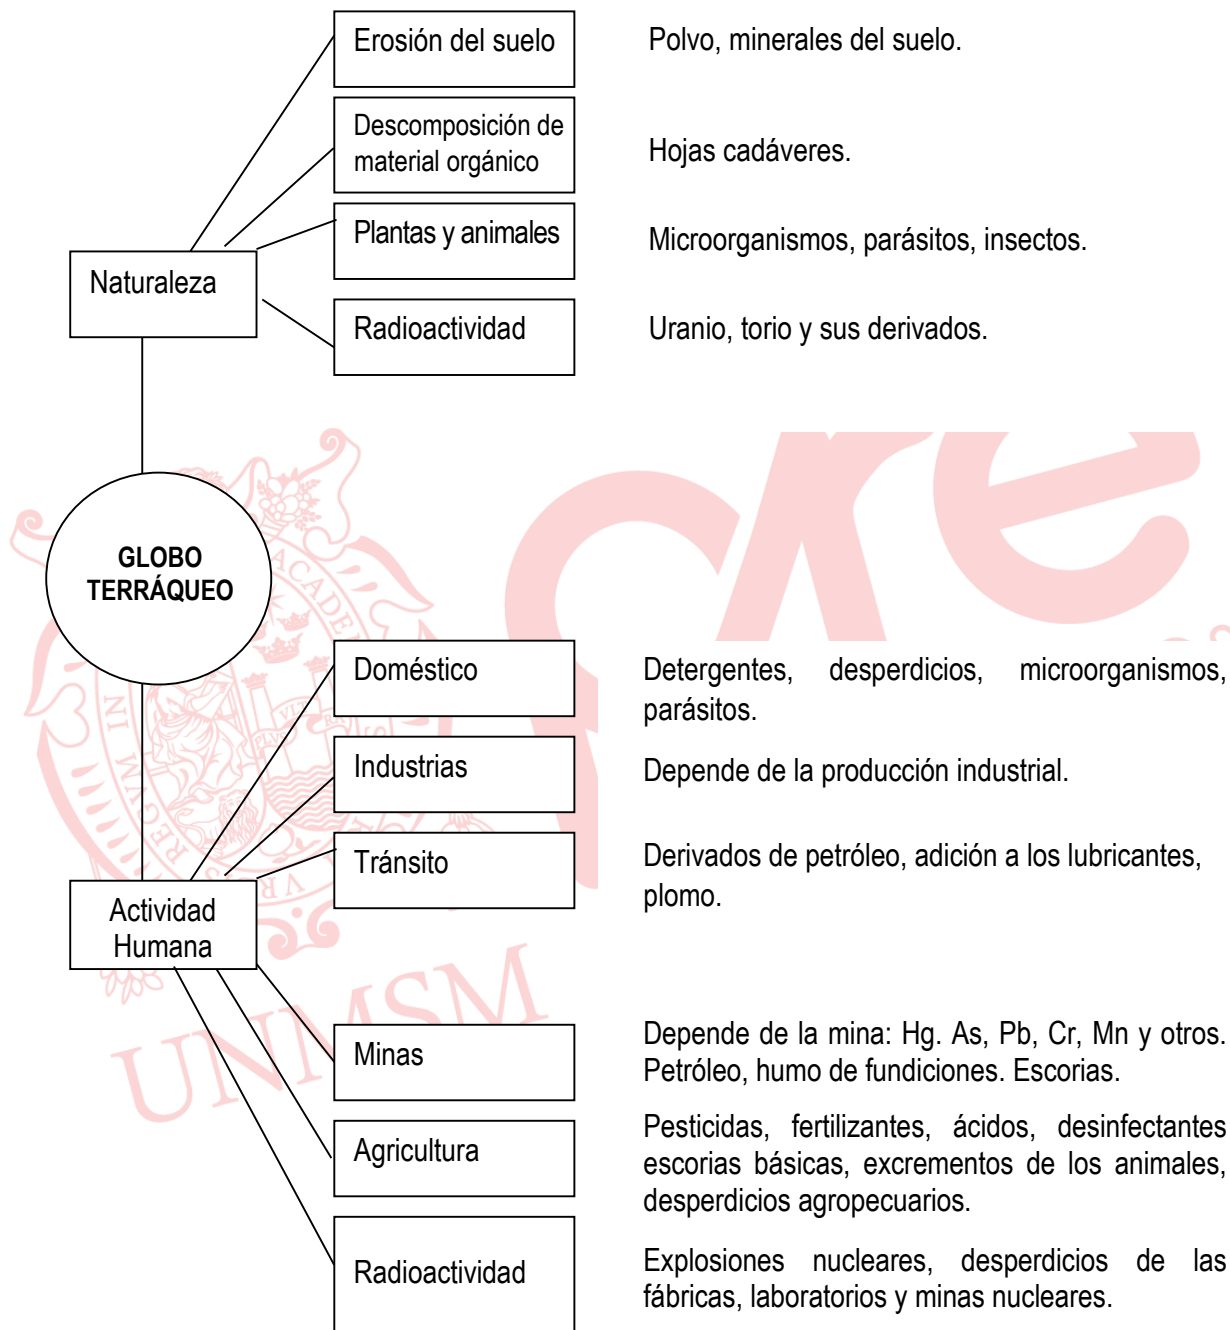 Erosión del suelo
Polvo, minerales del suelo.
Descomposición de
material orgánico
Hojas cadáveres.
Plantas y animales
Microorganismos, parásitos, insectos.
Naturaleza
Radioactividad
Uranio, torio y sus derivados.
GLOBO
TERRÁQUEO
Doméstico
Detergentes, desperdicios, microorganismos,
parásitos.
Industrias
Depende de la producción industrial.
Tránsito
Derivados de petróleo, adición a los lubricantes,
plomo.
Actividad
Humana
Minas
Depende de la mina: Hg. As, Pb, Cr, Mn y otros.
Petróleo, humo de fundiciones. Escorias.
Agricultura
Pesticidas, fertilizantes, ácidos, desinfectantes
escorias básicas, excrementos de los animales,
desperdicios agropecuarios.
Radioactividad
Explosiones nucleares, desperdicios de las
fábricas, laboratorios y minas nucleares.
UNMSM